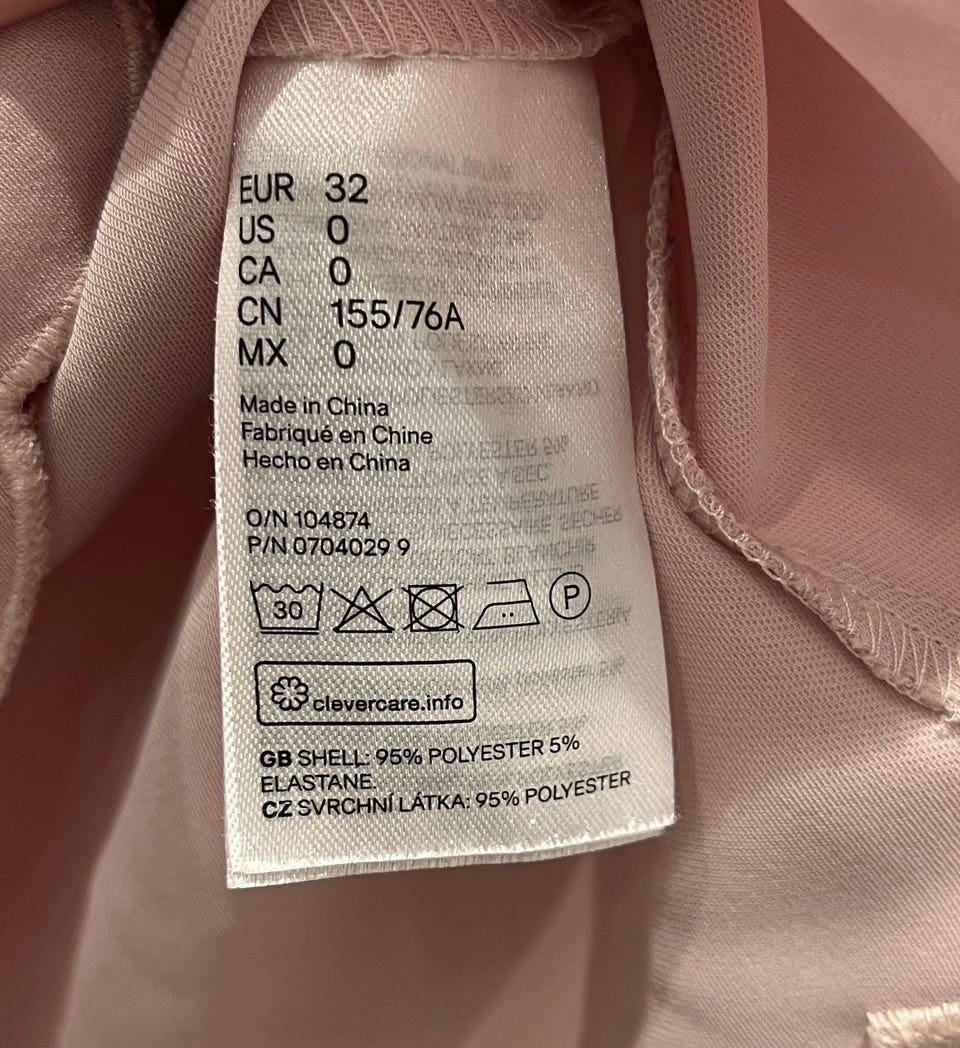 EUR 32
US 0
CA 0
CN 155/76A
MX 0
Made in China
Fabriqué en Chine
Hecho en China
O/N 104874
P/N 0704029 9
30 P
clevercare.info
GB SHELL: 95% POLYESTER 5%
ELASTANE.
CZ SVRCHNÍ LÁTKA: 95% POLYESTER